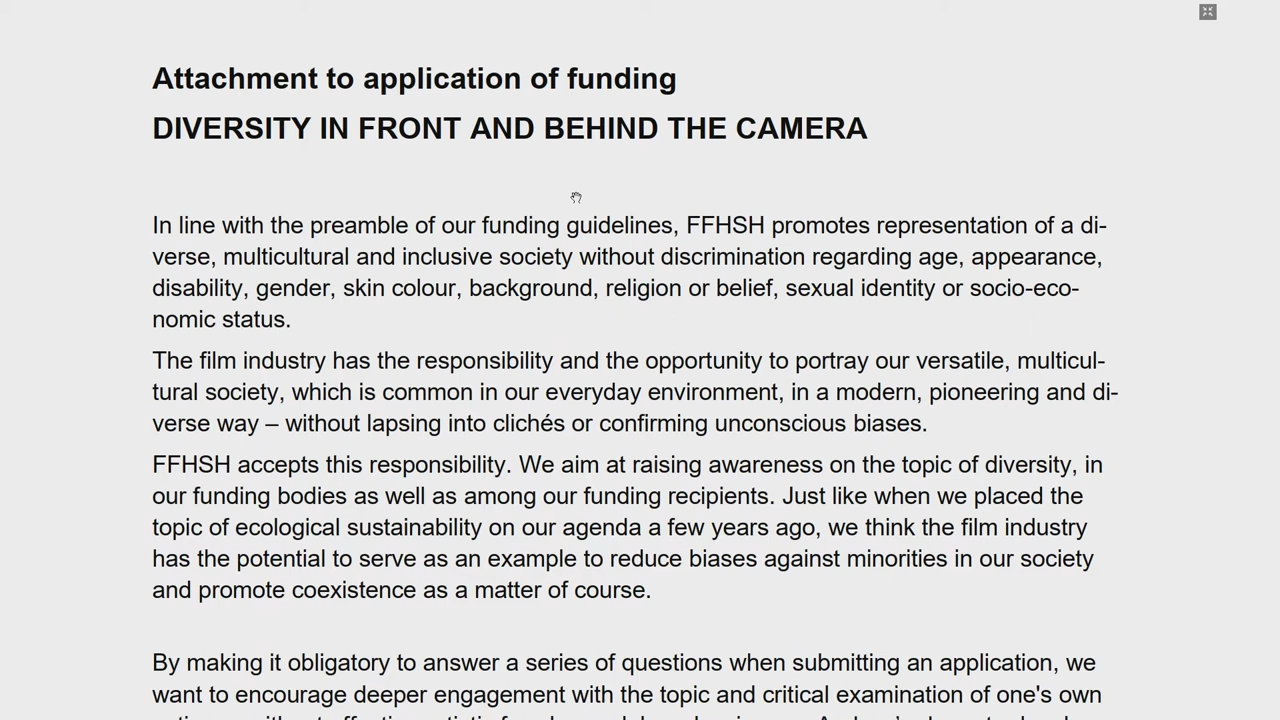 Attachment to application of funding
DIVERSITY IN FRONT AND BEHIND THE CAMERA
In line with the preamble of our funding guidelines, FFHSH promotes representation of a di-
verse, multicultural and inclusive society without discrimination regarding age, appearance,
disability, gender, skin colour, background, religion or belief, sexual identity or socio-eco-
nomic status.
The film industry has the responsibility and the opportunity to portray our versatile, multicul-
tural society, which is common in our everyday environment, in a modern, pioneering and di-
verse way – without lapsing into clichés or confirming unconscious biases.
FFHSH accepts this responsibility. We aim at raising awareness on the topic of diversity, in
our funding bodies as well as among our funding recipients. Just like when we placed the
topic of ecological sustainability on our agenda a few years ago, we think the film industry
has the potential to serve as an example to reduce biases against minorities in our society
and promote coexistence as a matter of course.
By making it obligatory to answer a series of questions when submitting an application, we
want to encourage deeper engagement with the topic and critical examination of one's own